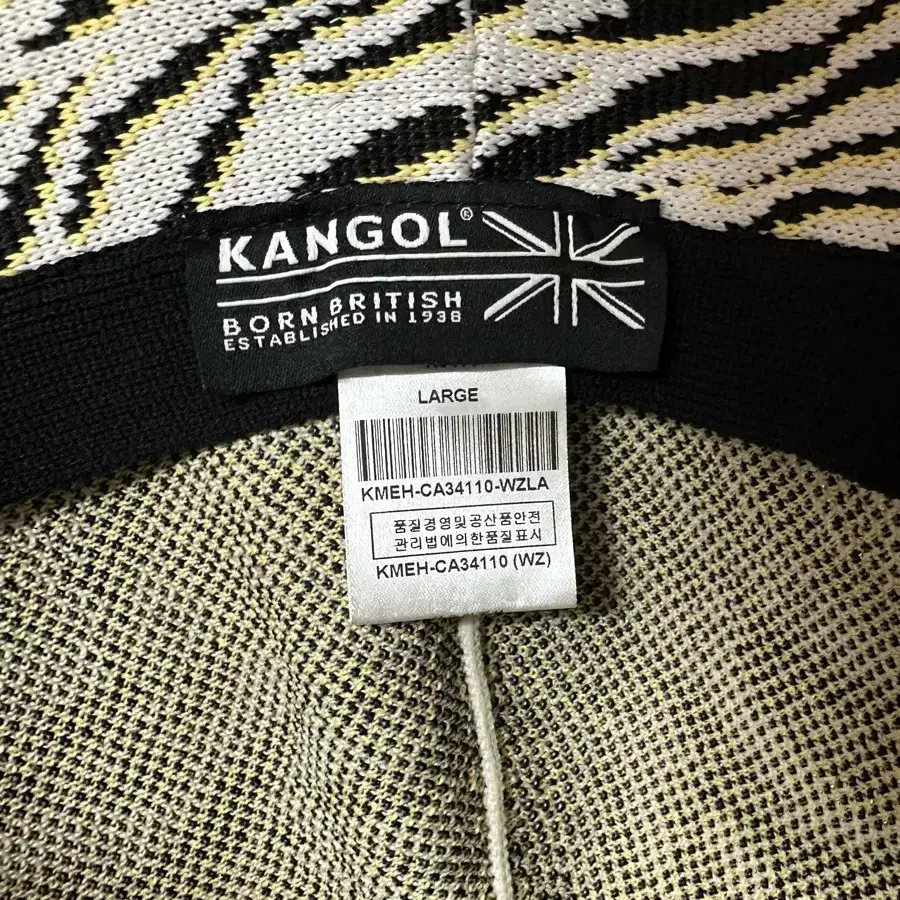 KANGOL®
BORN BRITISH
ESTABLISHED IN 1938
LARGE
KMEH-CA34110-WZLA
품질경영및공산품안전
관리법에의한품질표시
KMEH-CA34110 (WZ)